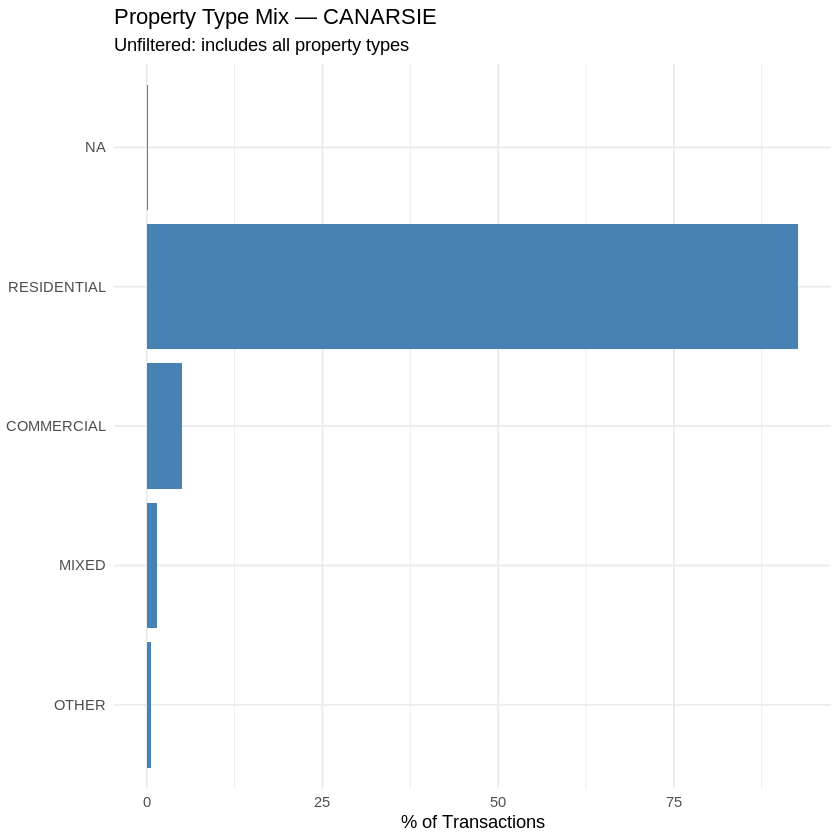 Property Type Mix — CANARSIE
Unfiltered: includes all property types
NA
RESIDENTIAL
COMMERCIAL
MIXED
OTHER
0 25 50 75
% of Transactions